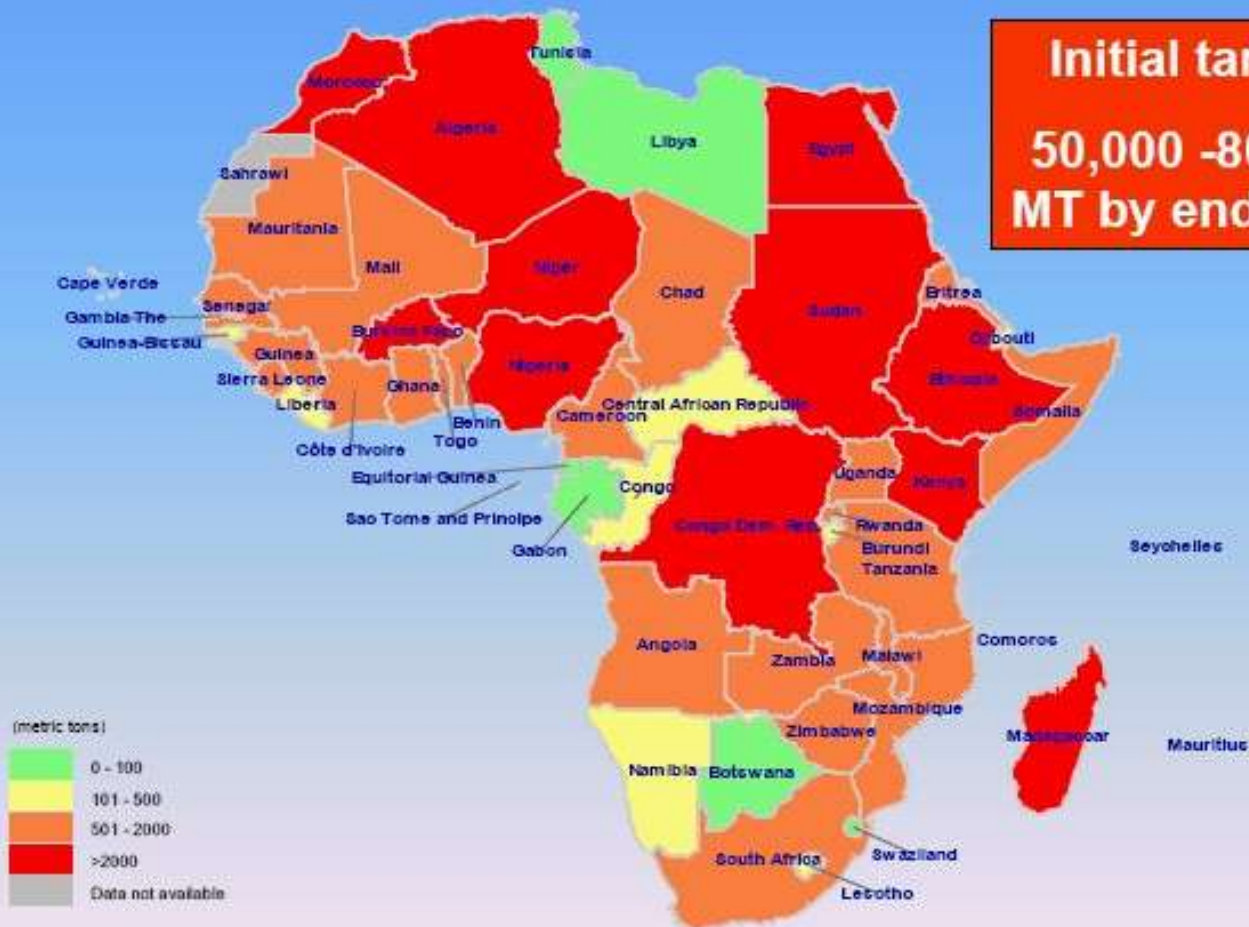 Initial tar
50,000 -80
MT by end
Tunisia
Morocco
Algeria
Libya
Egypt
Sahrawi
Mauritania
Mali
Niger
Chad
Sudan
Eritrea
Cape Verde
Senegal
Gambia The
Guinea-Bissau
Burkina Faso
Djibouti
Guinea
Sierra Leone
Liberia
Ghana
Nigeria
Ethiopia
Somalia
Central African Republic
Cameroon
Benin
Togo
Côte d'Ivoire
Equitorial Guinea
Sao Tome and Principe
Gabon
Congo
Uganda
Kenya
Congo Dem. Rep.
Rwanda
Burundi
Tanzania
Seychelles
Angola
Zambia
Malawi
Comoros
Mozambique
Zimbabwe
Madagascar
Mauritius
Namibia
Botswana
South Africa
Swaziland
Lesotho
(metric tons)
0 - 100
101 - 500
501 - 2000
>2000
Data not available